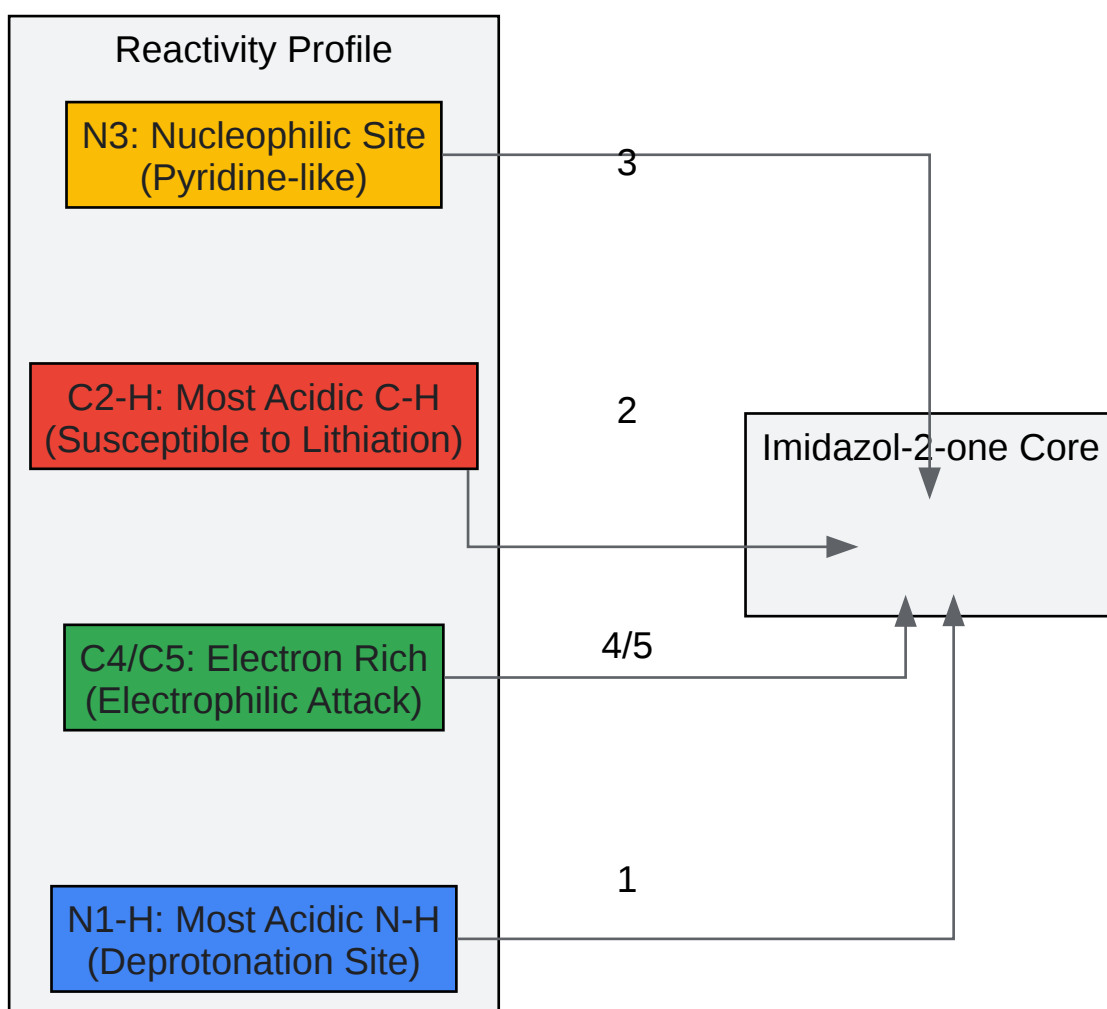 Reactivity Profile
N3: Nucleophilic Site
(Pyridine-like)
3
C2-H: Most Acidic C-H
(Susceptible to Lithiation)
2
Imidazol-2-one Core
C4/C5: Electron Rich
(Electrophilic Attack)
4/5
N1-H: Most Acidic N-H
(Deprotonation Site)
1